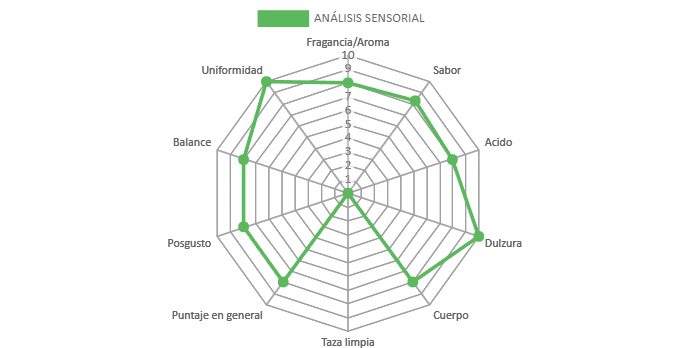 ANÁLISIS SENSORIAL
Fragancia/Aroma
10
9
Uniformidad
Sabor
7
6
5
Balance
Acido
4
3
2
1
Posgusto
Dulzura
Puntaje en general
Cuerpo
Taza limpia